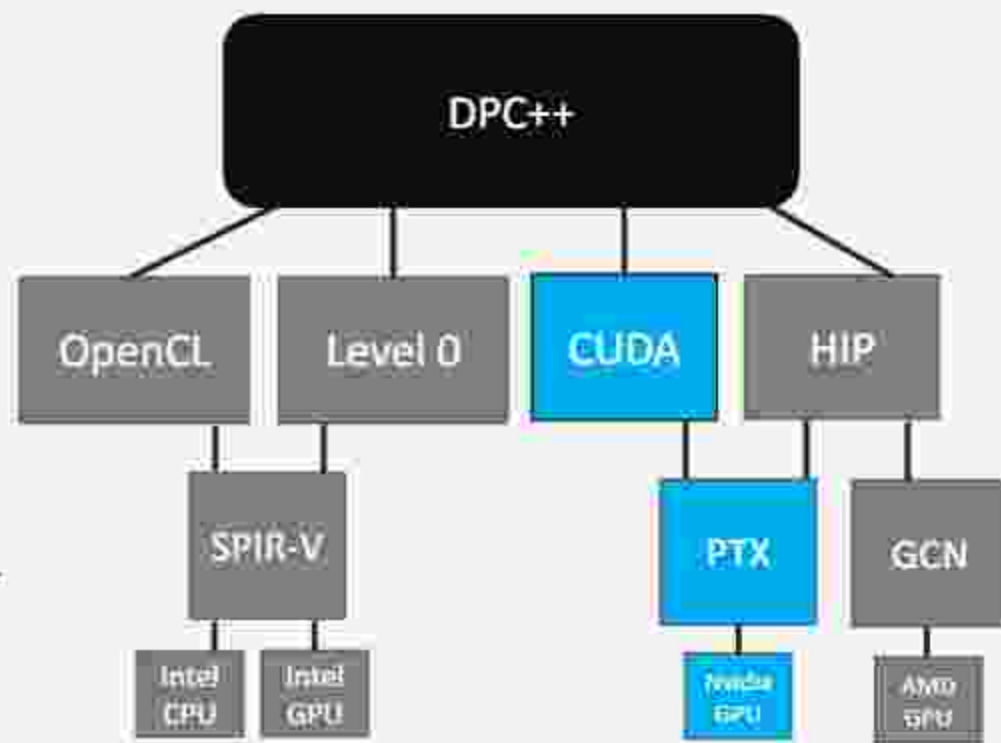 DPC++
OpenCL
Level 0
CUDA
HIP
SPIR-V
PTX
GCN
Intel
CPU
Intel
GPU
Nvidia
GPU
AMD
GPU